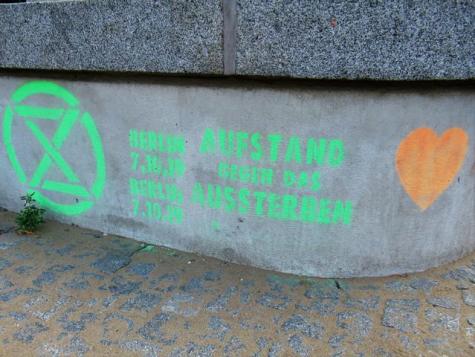 BERLIN
7.10.19
BERLIN
7.10.19
AUFSTAND
GEGEN DAS
AUSSTERBEN